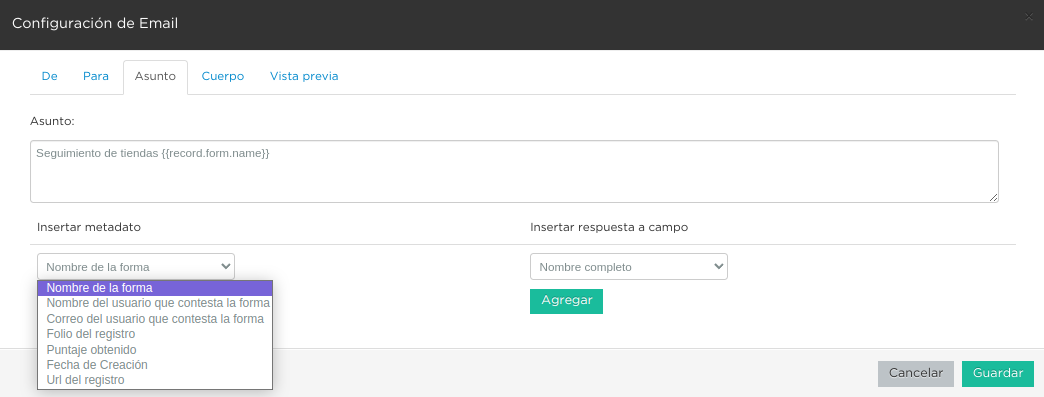 Configuración de Email
×
De Para Asunto Cuerpo Vista previa
Asunto:
Seguimiento de tiendas {{record.form.name}}
Insertar metadato Insertar respuesta a campo
Nombre de la forma Nombre completo
Nombre de la forma
Nombre del usuario que contesta la forma
Correo del usuario que contesta la forma
Folio del registro
Puntaje obtenido
Fecha de Creación
Url del registro
Agregar
Cancelar Guardar